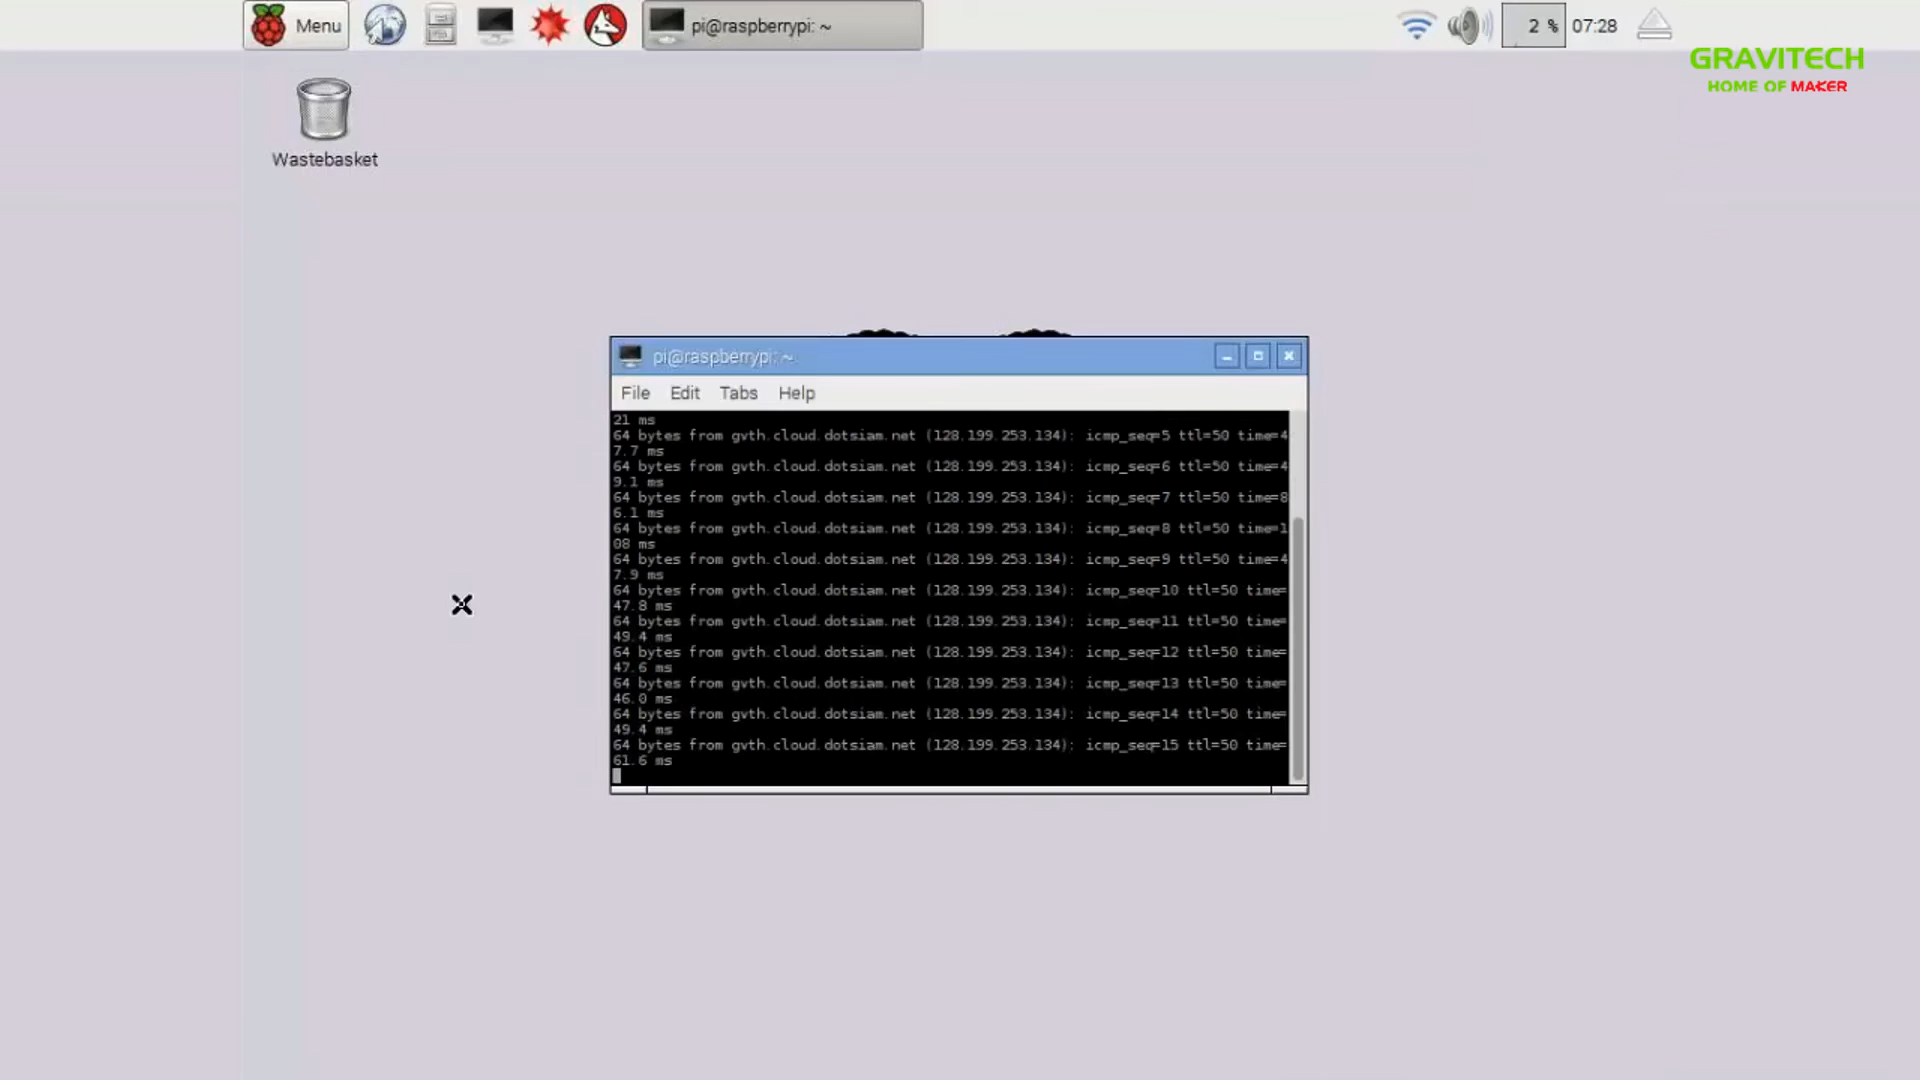 Menu
pi@raspberrypi: ~
2 %
07:28
GRAVITECH
HOME OF MAKER
Wastebasket
pi@raspberrypi: ~
File Edit Tabs Help
21 ms
64 bytes from gvth.cloud.dotsiam.net (128.199.253.134): icmp_seq=5 ttl=50 time=4
7.7 ms
64 bytes from gvth.cloud.dotsiam.net (128.199.253.134): icmp_seq=6 ttl=50 time=4
9.1 ms
64 bytes from gvth.cloud.dotsiam.net (128.199.253.134): icmp_seq=7 ttl=50 time=8
6.1 ms
64 bytes from gvth.cloud.dotsiam.net (128.199.253.134): icmp_seq=8 ttl=50 time=1
08 ms
64 bytes from gvth.cloud.dotsiam.net (128.199.253.134): icmp_seq=9 ttl=50 time=4
7.9 ms
64 bytes from gvth.cloud.dotsiam.net (128.199.253.134): icmp_seq=10 ttl=50 time=
47.8 ms
64 bytes from gvth.cloud.dotsiam.net (128.199.253.134): icmp_seq=11 ttl=50 time=
49.4 ms
64 bytes from gvth.cloud.dotsiam.net (128.199.253.134): icmp_seq=12 ttl=50 time=
47.6 ms
64 bytes from gvth.cloud.dotsiam.net (128.199.253.134): icmp_seq=13 ttl=50 time=
46.0 ms
64 bytes from gvth.cloud.dotsiam.net (128.199.253.134): icmp_seq=14 ttl=50 time=
49.4 ms
64 bytes from gvth.cloud.dotsiam.net (128.199.253.134): icmp_seq=15 ttl=50 time=
61.6 ms